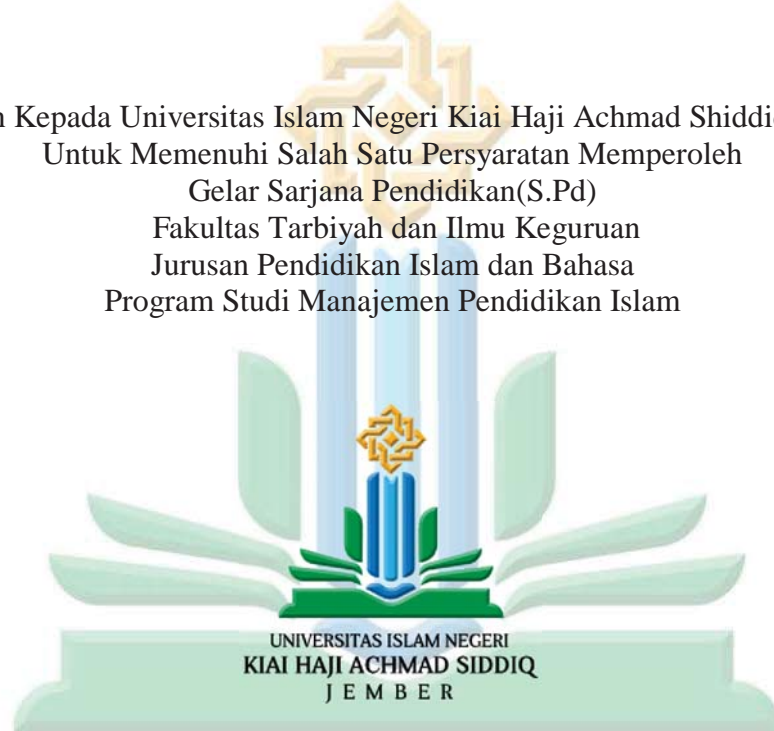 Kepada Universitas Islam Negeri Kiai Haji Achmad Shiddi
Untuk Memenuhi Salah Satu Persyaratan Memperoleh
Gelar Sarjana Pendidikan(S.Pd)
Fakultas Tarbiyah dan Ilmu Keguruan
Jurusan Pendidikan Islam dan Bahasa
Program Studi Manajemen Pendidikan Islam
UNIVERSITAS ISLAM NEGERI
KIAI HAJI ACHMAD SIDDIQ
JEMBER